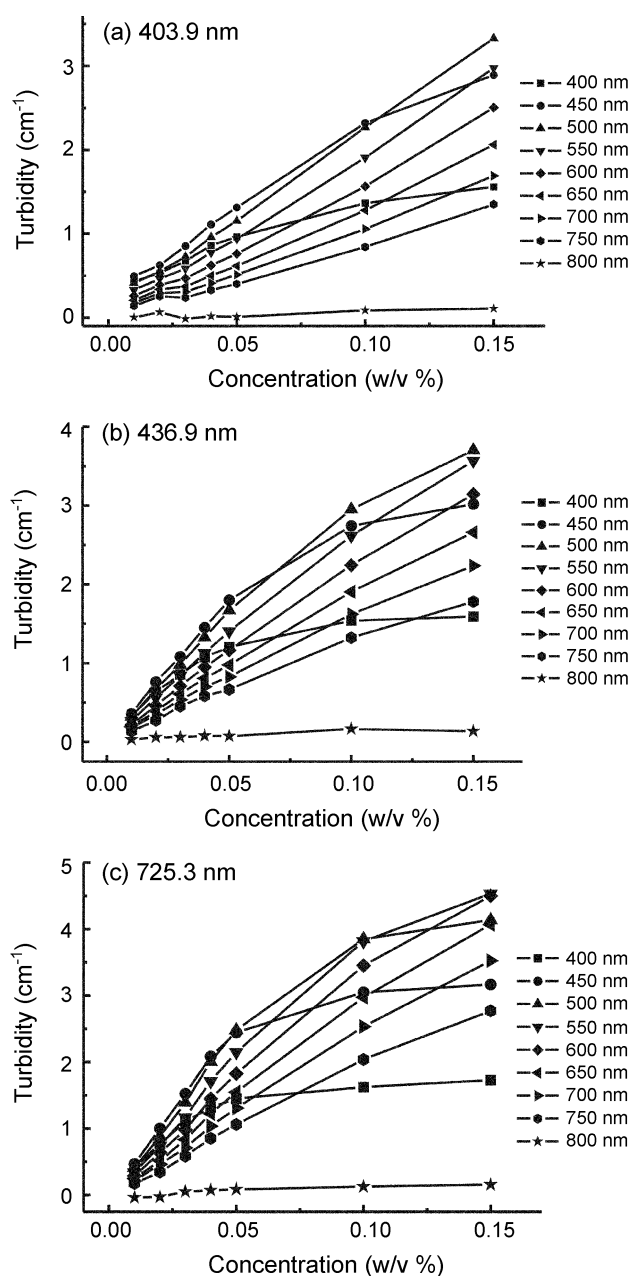 (a) 403.9 nm
3
2
1
0
Turbidity (cm⁻¹)
0.00 0.05 0.10 0.15
Concentration (w/v %)
400 nm
450 nm
500 nm
550 nm
600 nm
650 nm
700 nm
750 nm
800 nm
(b) 436.9 nm
4
3
2
1
0
Turbidity (cm⁻¹)
0.00 0.05 0.10 0.15
Concentration (w/v %)
400 nm
450 nm
500 nm
550 nm
600 nm
650 nm
700 nm
750 nm
800 nm
(c) 725.3 nm
5
4
3
2
1
0
Turbidity (cm⁻¹)
0.00 0.05 0.10 0.15
Concentration (w/v %)
400 nm
450 nm
500 nm
550 nm
600 nm
650 nm
700 nm
750 nm
800 nm